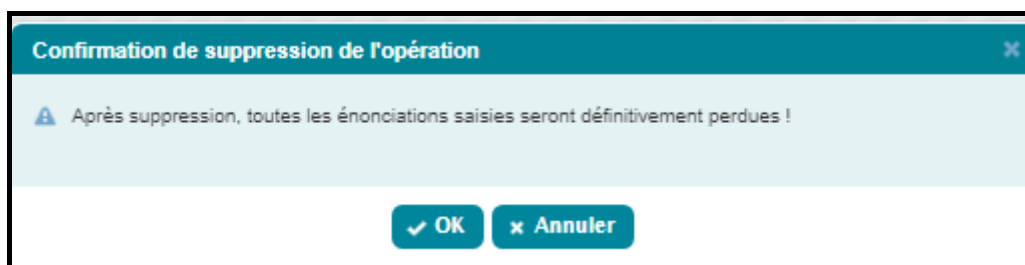 Confirmation de suppression de l'opération
Après suppression, toutes les énonciations saisies seront définitivement perdues !
OK
Annuler